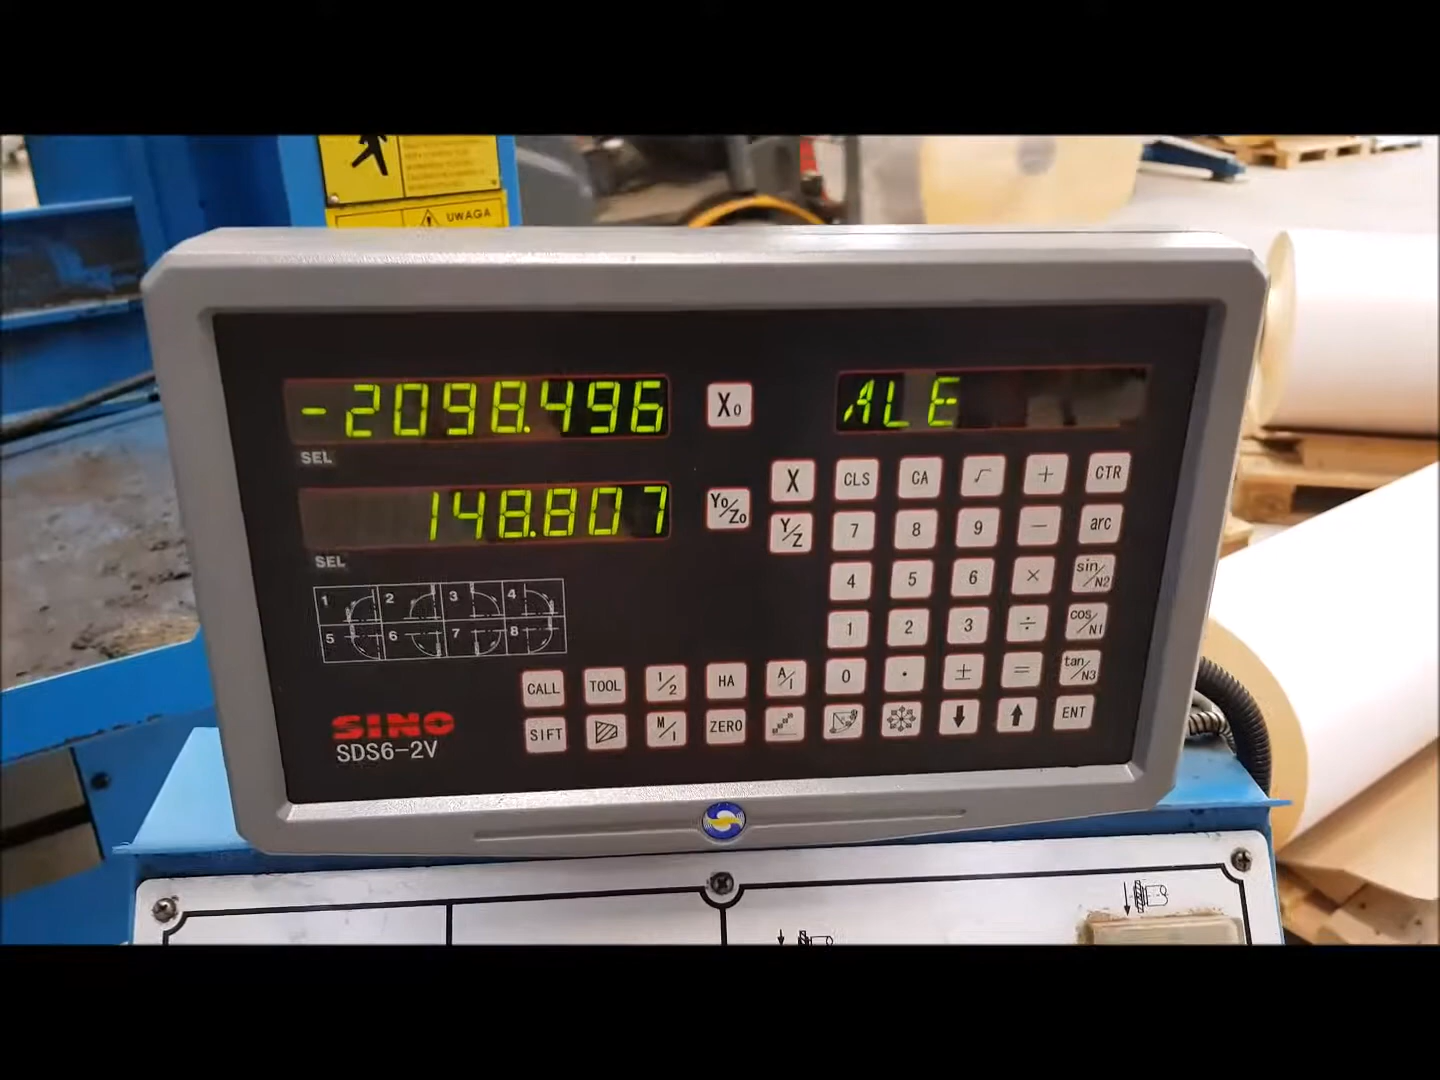 UWAGA
-2098.496
X0
ALE
SEL
148.807
Y0/Z0
SEL
X CLS CA √ + CTR
Y/Z 7 8 9 − arc
4 5 6 × sin/N2
1 2 3 ÷ cos/N1
1 2 3 4
5 6 7 8
CALL TOOL 1/2 HA A/I 0 . ± = tan/N3
SIFT M/I ZERO ENT
SINO
SDS6-2V